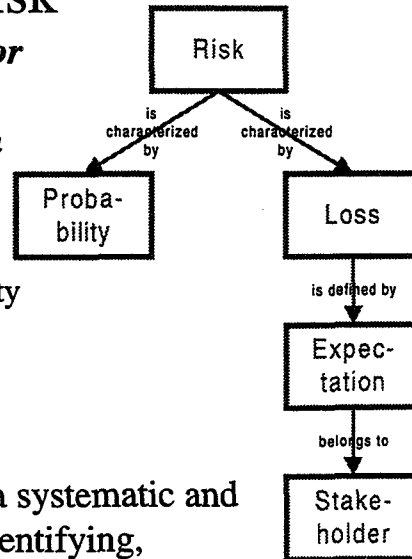 ISK
or
Risk
is
characterized
by
is
characterized
by
Proba-
bility
Loss
ty
is defined by
Expec-
tation
belongs to
a systematic and
entifying,
Stake-
holder